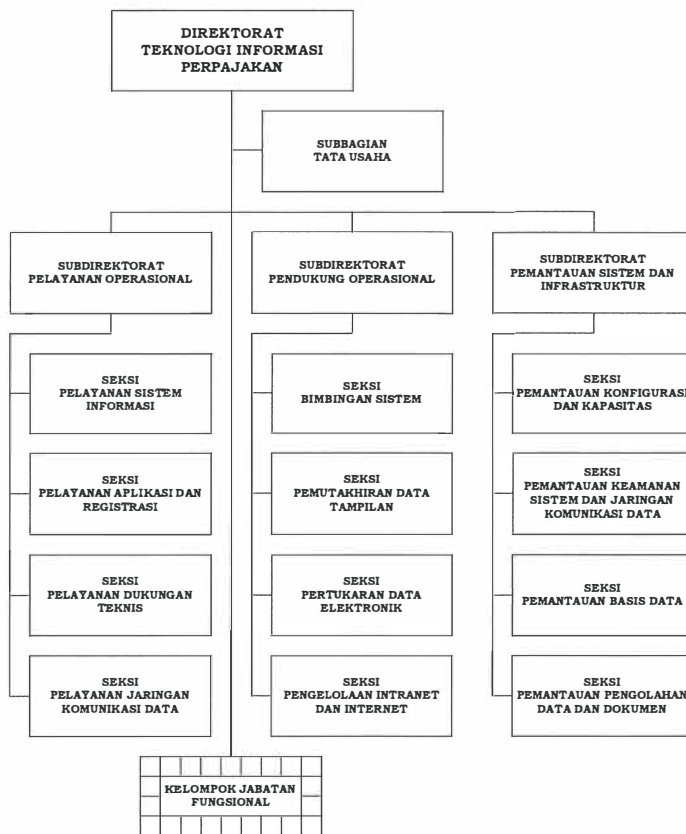 DIREKTORAT
TEKNOLOGI INFORMASI
PERPAJAKAN
SUBBAGIAN
TATA USAHA
SUBDIREKTORAT
PELAYANAN OPERASIONAL
SUBDIREKTORAT
PENDUKUNG OPERASIONAL
SUBDIREKTORAT
PEMANTAUAN SISTEM DAN
INFRASTRUKTUR
SEKSI
PELAYANAN SISTEM
INFORMASI
SEKSI
BIMBINGAN SISTEM
SEKSI
PEMANTAUAN KONFIGURASI
DAN KAPASITAS
SEKSI
PELAYANAN APLIKASI DAN
REGISTRASI
SEKSI
PEMUTAKHIRAN DATA
TAMPILAN
SEKSI
PEMANTAUAN KEAMANAN
SISTEM DAN JARINGAN
KOMUNIKASI DATA
SEKSI
PELAYANAN DUKUNGAN
TEKNIS
SEKSI
PERTUKARAN DATA
ELEKTRONIK
SEKSI
PEMANTAUAN BASIS DATA
SEKSI
PELAYANAN JARINGAN
KOMUNIKASI DATA
SEKSI
PENGELOLAAN INTRANET
DAN INTERNET
SEKSI
PEMANTAUAN PENGOLAHAN
DATA DAN DOKUMEN
KELOMPOK JABATAN
FUNGSIONAL